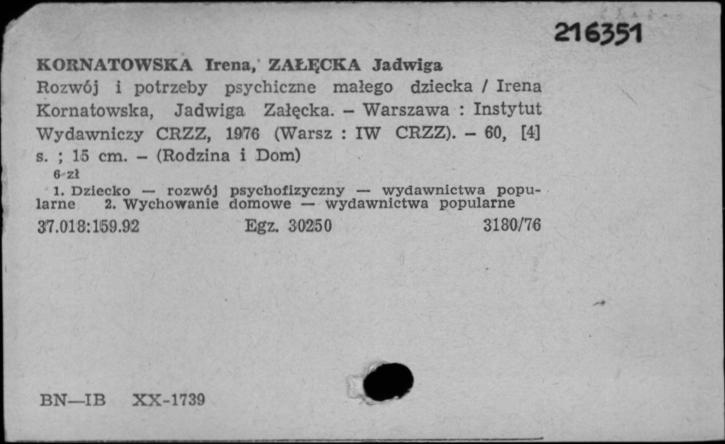 216351
KORNATOWSKA Irena, ZAŁĘCKA Jadwiga
Rozwój i potrzeby psychiczne małego dziecka / Irena
Kornatowska, Jadwiga Załęcka. — Warszawa : Instytut
Wydawniczy CRZZ, 1976 (Warsz : IW CRZZ). — 60, [4]
s. ; 15 cm. — (Rodzina i Dom)
6 zł
1. Dziecko — rozwój psychofizyczny — wydawnictwa popu-
larne 2. Wychowanie domowe — wydawnictwa popularne
37.018:159.92 Egz. 30250 3180/76
BN—IB XX-1739